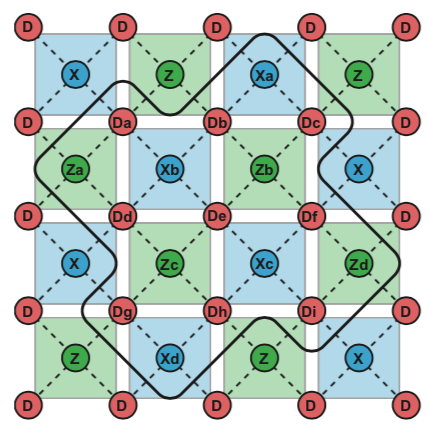 D D D D D
X Z Xa Z
D Da Db Dc D
Za Xb Zb X
D Dd De Df D
X Zc Xc Zd
D Dg Dh Di D
Z Xd Z X
D D D D D